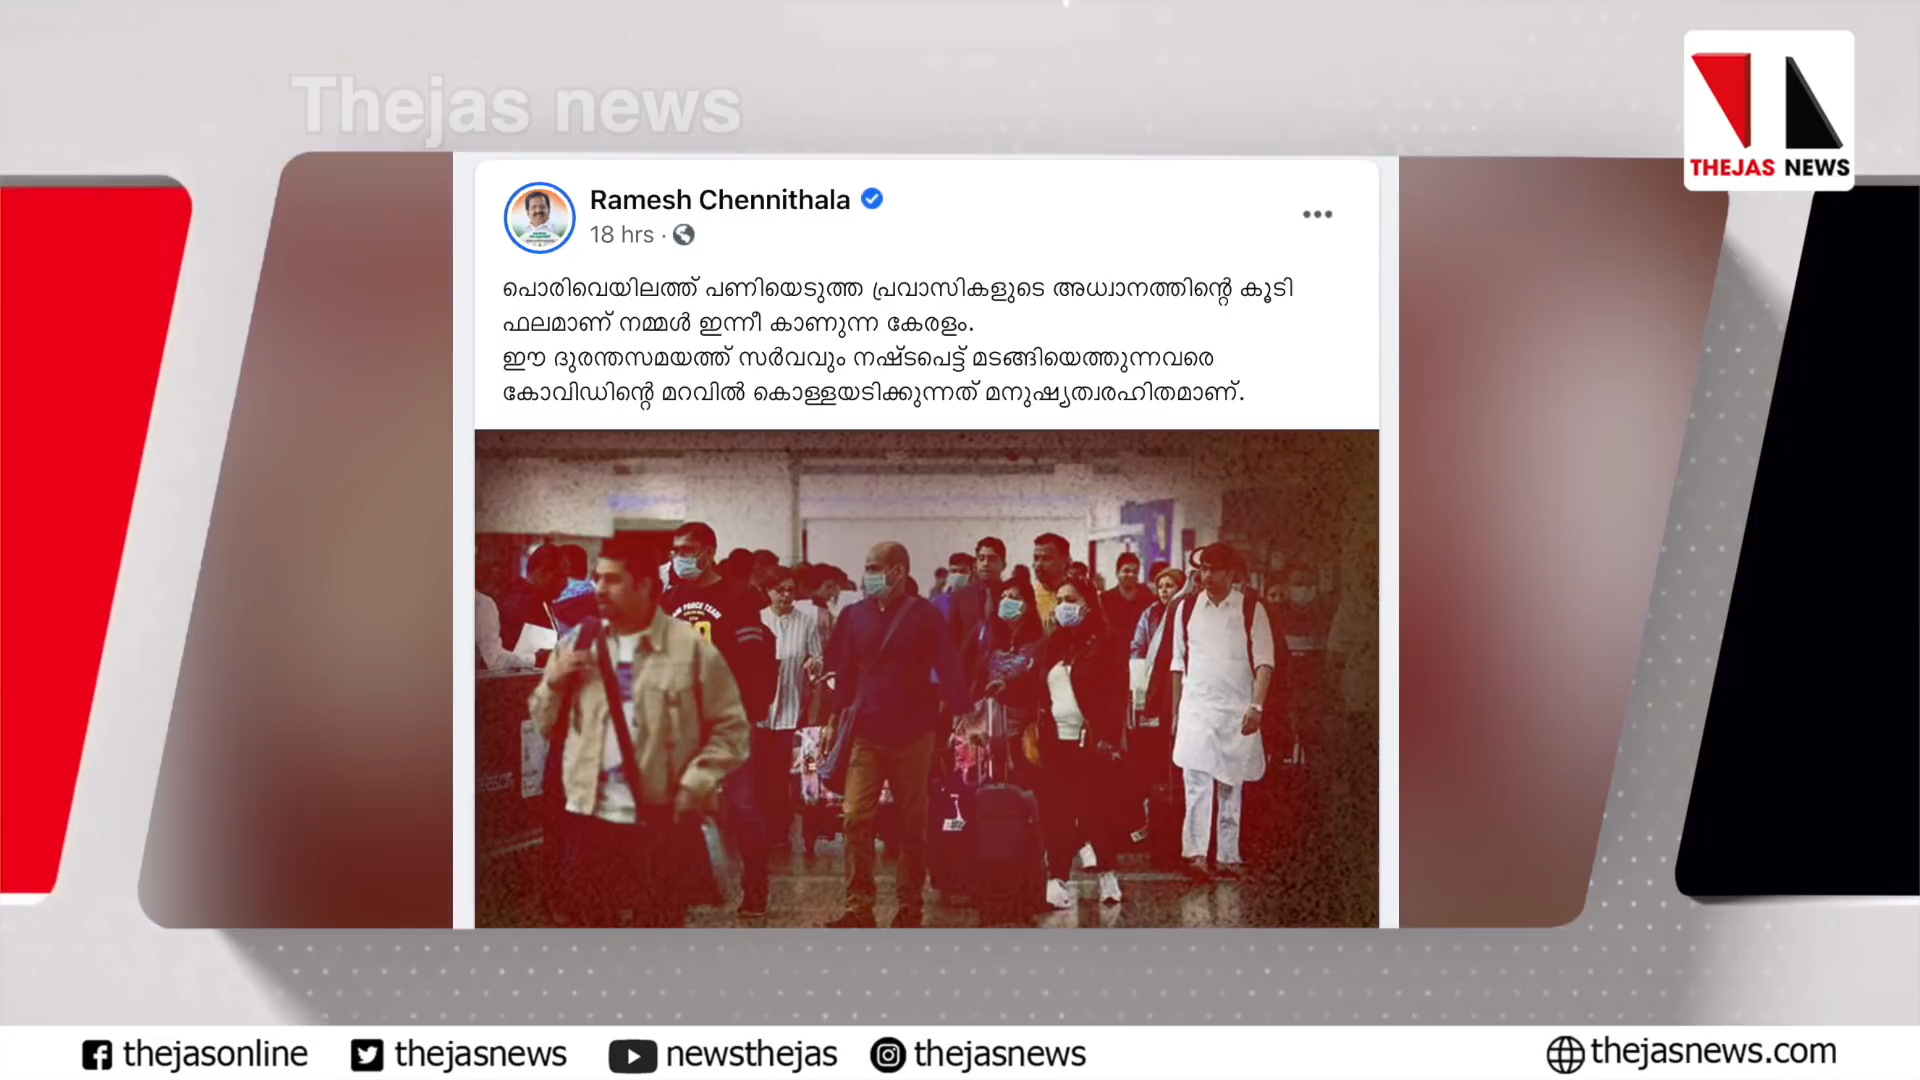 Thejas news
THEJAS NEWS
Ramesh Chennithala
18 hrs ·
പൊരിവെയിലത്ത് പണിയെടുത്ത പ്രവാസികളുടെ അധ്വാനത്തിന്റെ കൂടി
ഫലമാണ് നമ്മൾ ഇന്നീ കാണുന്ന കേരളം.
ഈ ദുരന്തസമയത്ത് സർവവും നഷ്ടപെട്ട് മടങ്ങിയെത്തുന്നവരെ
കോവിഡിന്റെ മറവിൽ കൊള്ളയടിക്കുന്നത് മനുഷ്യത്വരഹിതമാണ്.
thejasonline
thejasnews
newsthejas
thejasnews
thejasnews.com